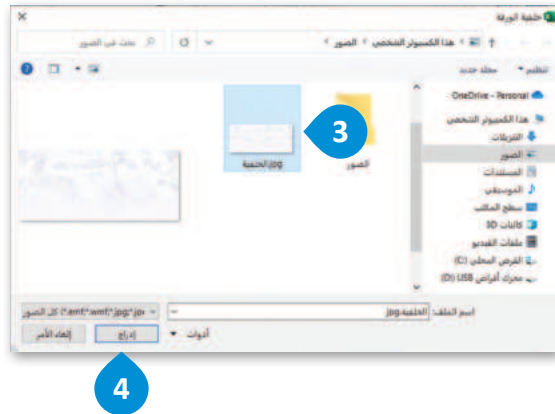 خلفية الورقة
هذا الكمبيوتر الشخصي › الصور ›
بحث في الصور
تنظيم
مجلد جديد
OneDrive - Personal
هذا الكمبيوتر الشخصي
التنزيلات
الصور
المستندات
الموسيقى
سطح المكتب
كائنات 3D
ملفات الفيديو
القرص المحلي (C:)
محرك أقراص USB (D:)
الصور
الخلفية.jpg
3
اسم الملف: الخلفية.jpg
كل الصور
أدوات
إدراج
إلغاء الأمر
4